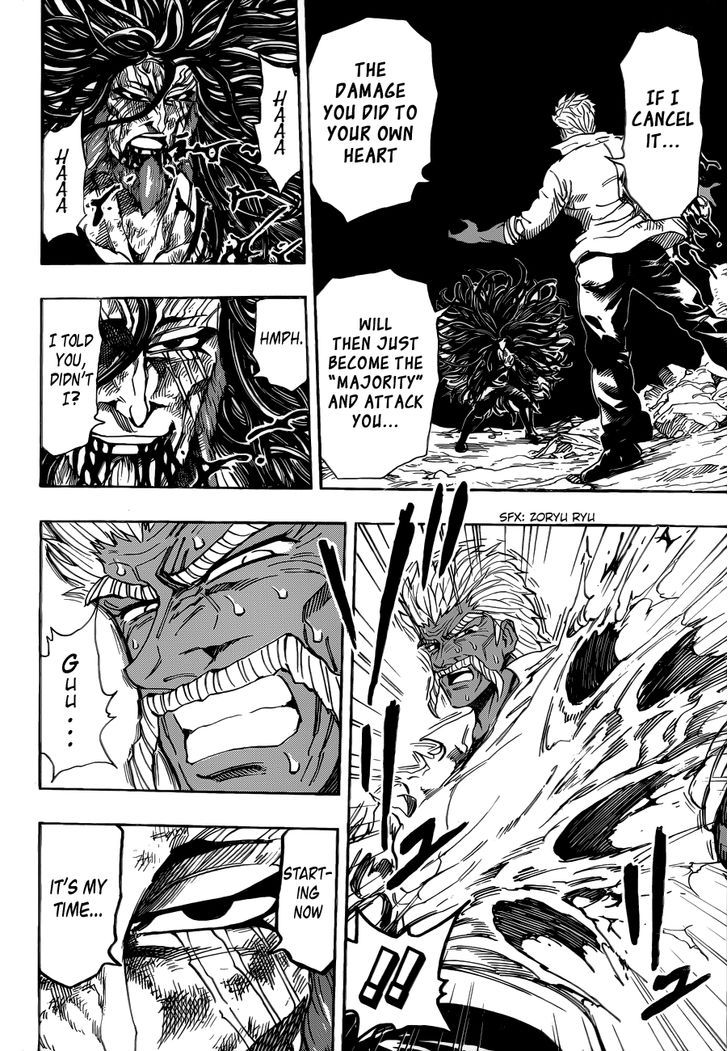 IF I
CANCEL
IT...
THE
DAMAGE
YOU DID TO
YOUR OWN
HEART
WILL
THEN JUST
BECOME THE
"MAJORITY"
AND ATTACK
YOU...
HAAA
HAAA
HMPH.
I TOLD
YOU,
DIDN'T
I?
SFX: ZORYU RYU
GUU...
!!
START-
ING
NOW
IT'S MY
TIME...